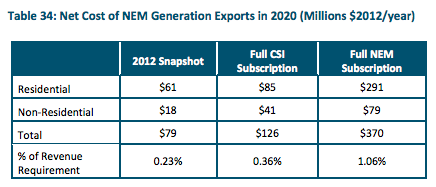 Table 34: Net Cost of NEM Generation Exports in 2020 (Millions $2012/year)
2012 Snapshot
Full CSI
Subscription
Full NEM
Subscription
Residential $61 $85 $291
Non-Residential $18 $41 $79
Total $79 $126 $370
% of Revenue
Requirement
0.23% 0.36% 1.06%